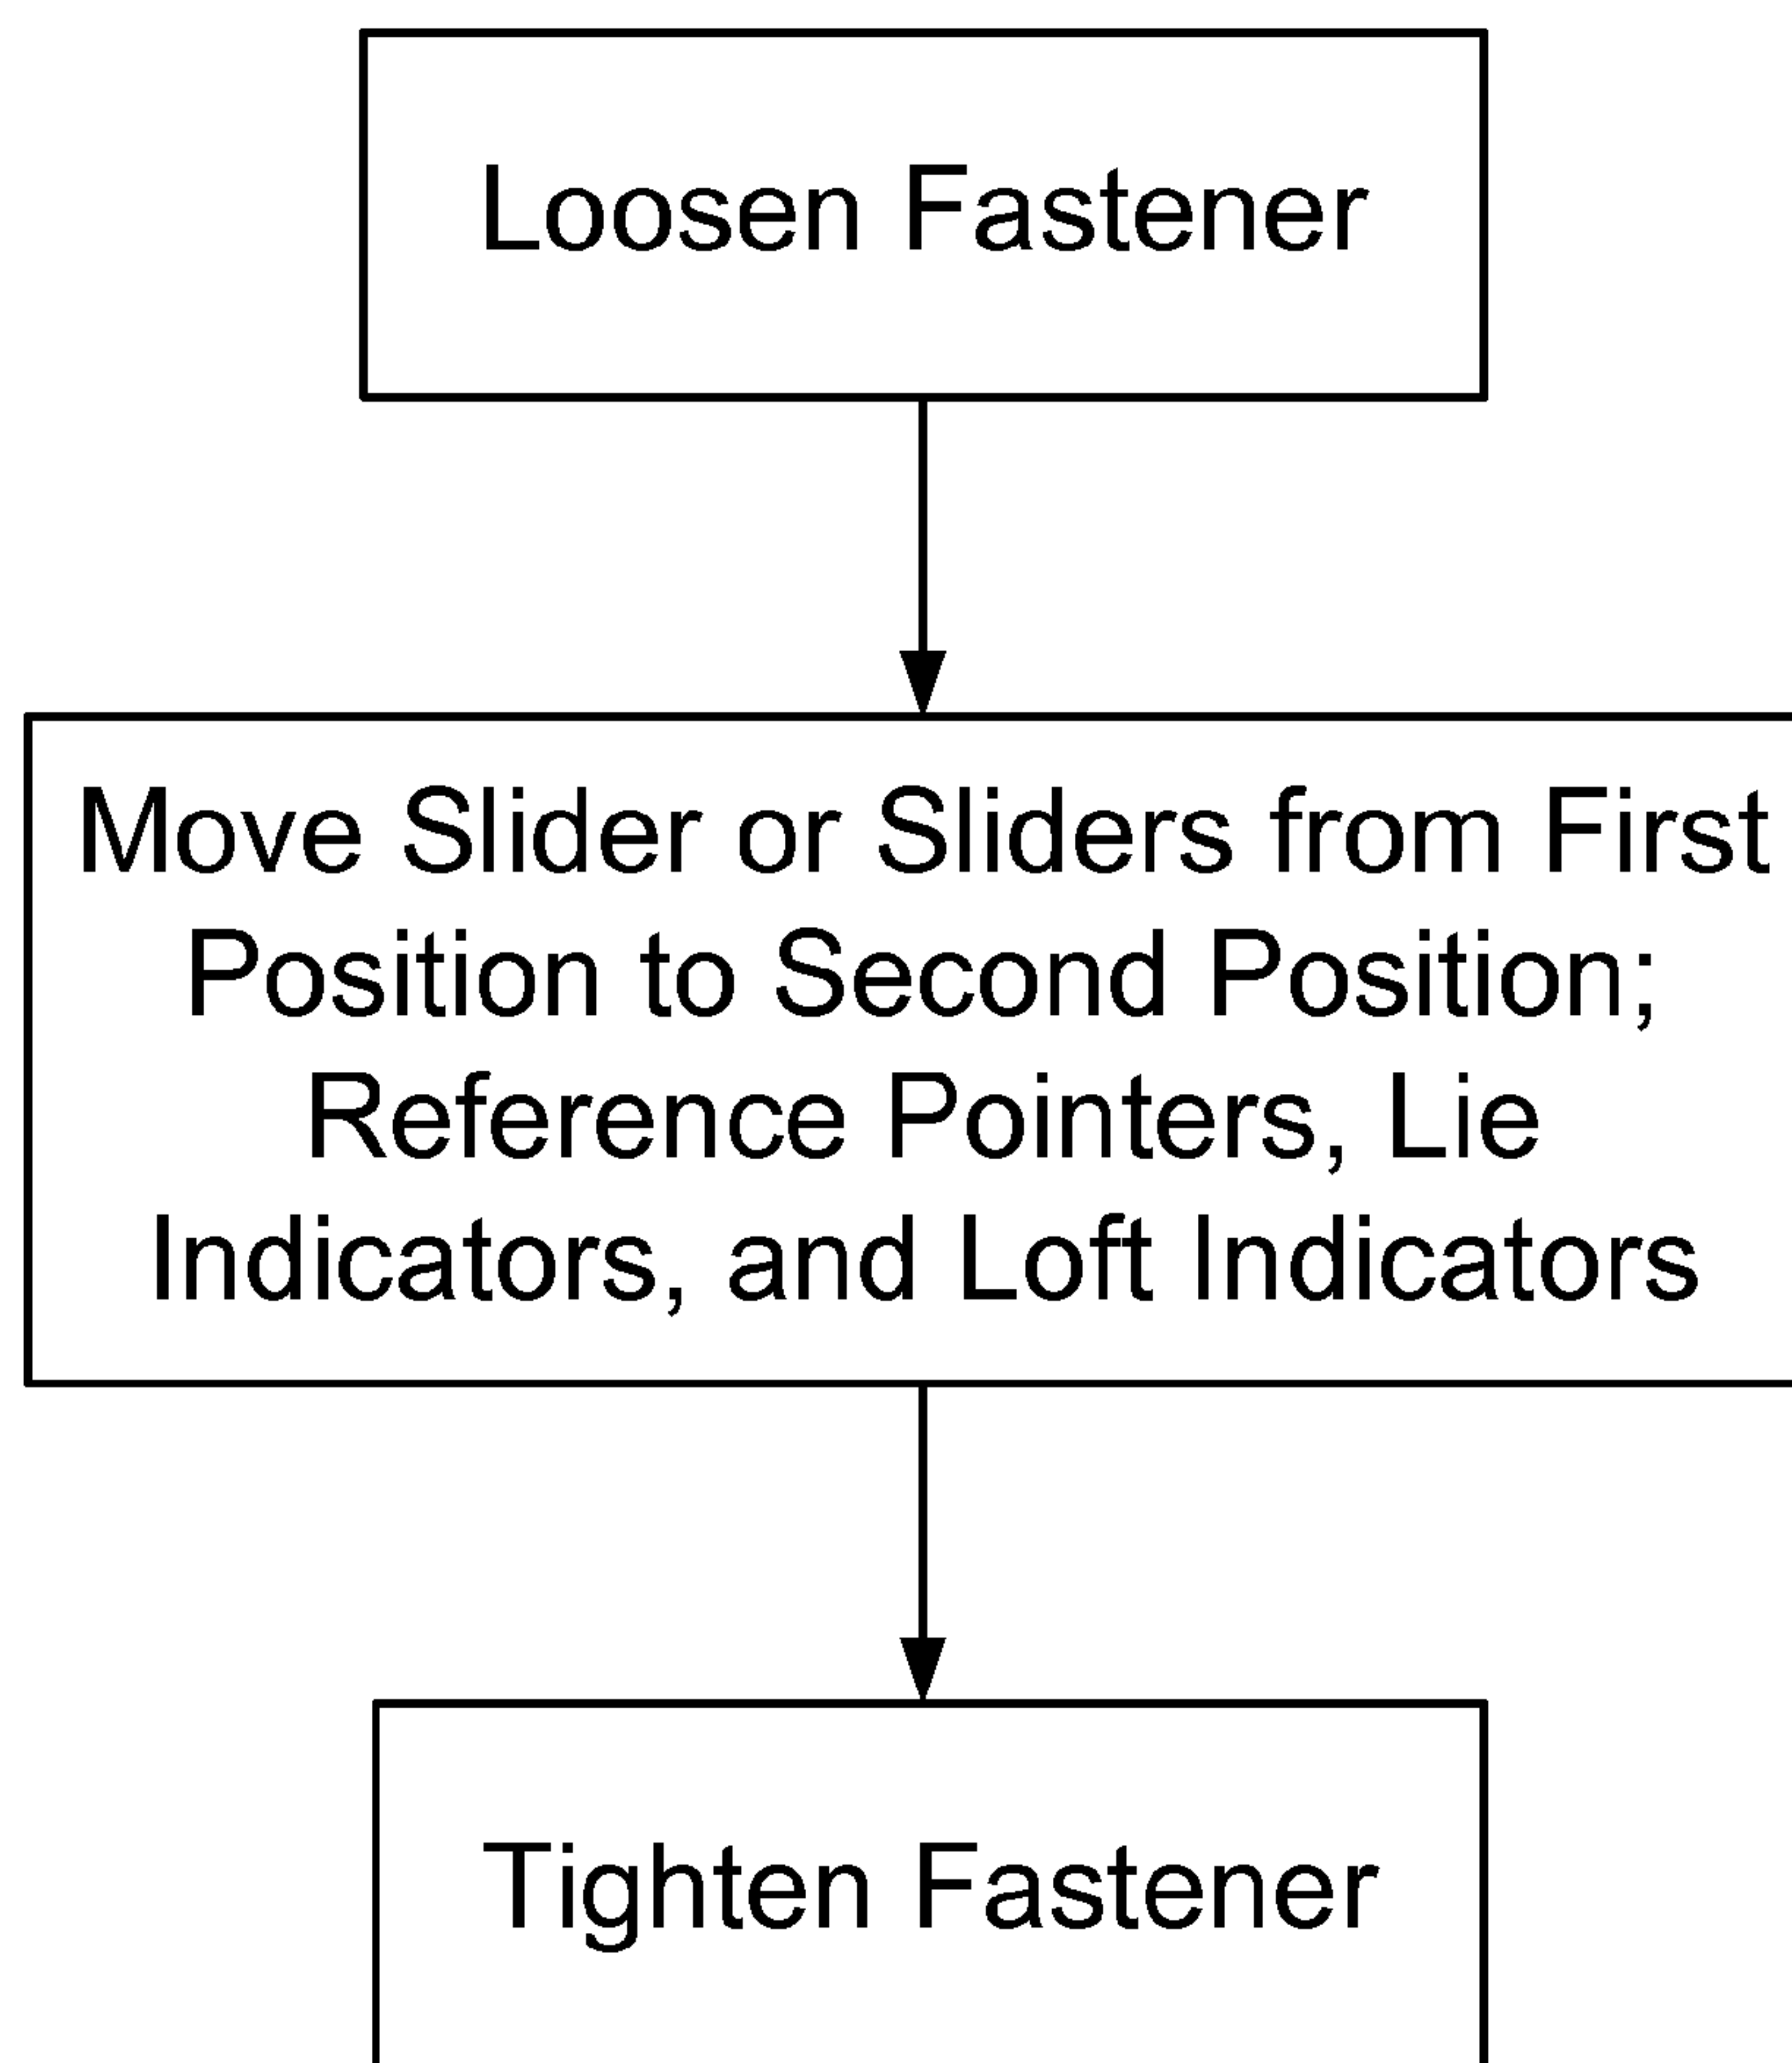 Loosen Fastener
Move Slider or Sliders from First
Position to Second Position;
Reference Pointers, Lie
Indicators, and Loft Indicators
Tighten Fastener